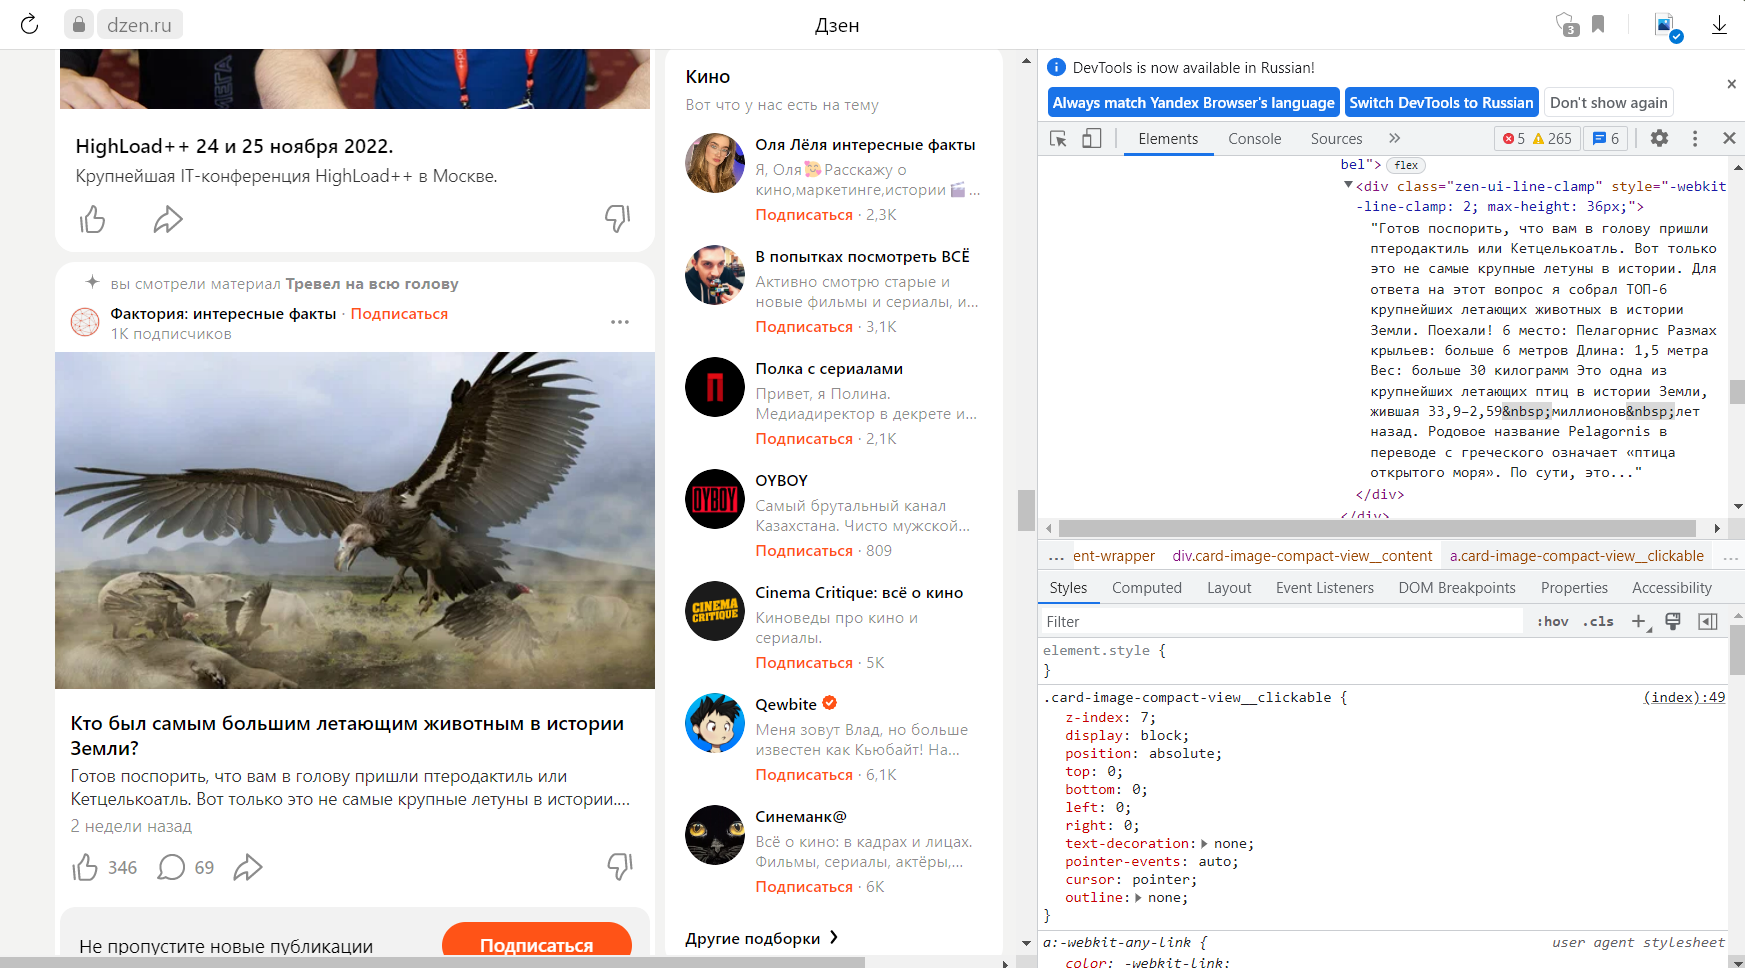 dzen.ru
Дзен
3
МЕГА
HighLoad++ 24 и 25 ноября 2022.
Крупнейшая IT-конференция HighLoad++ в Москве.
вы смотрели материал Тревел на всю голову
Фактория: интересные факты · Подписаться
1K подписчиков
Кто был самым большим летающим животным в истории
Земли?
Готов поспорить, что вам в голову пришли птеродактиль или
Кетцелькоатль. Вот только это не самые крупные летуны в истории....
2 недели назад
346
69
Не пропустите новые публикации
Подписаться
Кино
Вот что у нас есть на тему
Оля Лёля интересные факты
Я, Оля🥰Расскажу о
кино,маркетинге,истории🎬...
Подписаться · 2,3K
В попытках посмотреть ВСЁ
Активно смотрю старые и
новые фильмы и сериалы, и...
Подписаться · 3,1K
П
Полка с сериалами
Привет, я Полина.
Медиадиректор в декрете и...
Подписаться · 2,1K
OYBOY
OYBOY
Самый брутальный канал
Казахстана. Чисто мужской...
Подписаться · 809
CINEMA
CRITIQUE
Cinema Critique: всё о кино
Киноведы про кино и
сериалы.
Подписаться · 5K
Qewbite
Меня зовут Влад, но больше
известен как Кьюбайт! На...
Подписаться · 6,1K
Синеманк@
Всё о кино: в кадрах и лицах.
Фильмы, сериалы, актёры,...
Подписаться · 6K
Другие подборки
DevTools is now available in Russian!
Always match Yandex Browser's language
Switch DevTools to Russian
Don't show again
Elements
Console
Sources
5
265
6
bel"> flex
<div class="zen-ui-line-clamp" style="-webkit
-line-clamp: 2; max-height: 36px;">
"Готов поспорить, что вам в голову пришли
птеродактиль или Кетцелькоатль. Вот только
это не самые крупные летуны в истории. Для
ответа на этот вопрос я собрал ТОП-6
крупнейших летающих животных в истории
Земли. Поехали! 6 место: Пелагорнис Размах
крыльев: больше 6 метров Длина: 1,5 метра
Вес: больше 30 килограмм Это одна из
крупнейших летающих птиц в истории Земли,
жившая 33,9–2,59&nbsp;миллионов&nbsp;лет
назад. Родовое название Pelagornis в
переводе с греческого означает «птица
открытого моря». По сути, это..."
</div>
</div>
... ent-wrapper div.card-image-compact-view__content a.card-image-compact-view__clickable ...
Styles
Computed
Layout
Event Listeners
DOM Breakpoints
Properties
Accessibility
Filter
:hov .cls
element.style {
}
.card-image-compact-view__clickable {
(index):49
z-index: 7;
display: block;
position: absolute;
top: 0;
bottom: 0;
left: 0;
right: 0;
text-decoration: none;
pointer-events: auto;
cursor: pointer;
outline: none;
}
a:-webkit-any-link {
user agent stylesheet
color: -webkit-link;